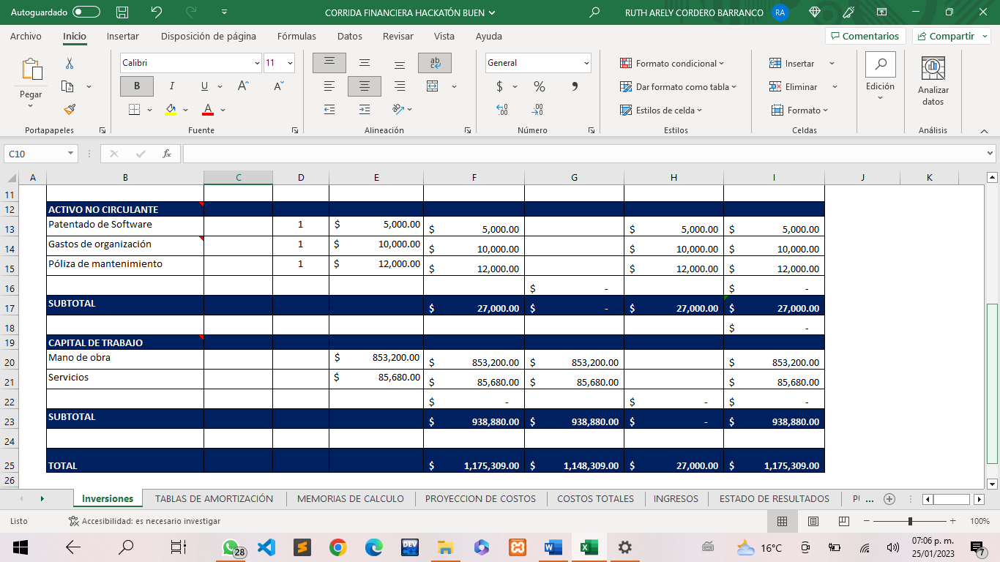 Autoguardado CORRIDA FINANCIERA HACKATÓN BUEN RUTH ARELY CORDERO BARRANCO RA
Archivo Inicio Insertar Disposición de página Fórmulas Datos Revisar Vista Ayuda Comentarios Compartir
Pegar
Portapapeles
Calibri 11
B I U A A
A
Fuente
ab
Alineación
General
$ % 9
Número
Formato condicional
Dar formato como tabla
Estilos de celda
Estilos
Insertar
Eliminar
Formato
Celdas
Edición
Analizar datos
Análisis
C10 fx
A B C D E F G H I J K
11
12 ACTIVO NO CIRCULANTE
13 Patentado de Software 1 $ 5,000.00 $ 5,000.00 $ 5,000.00 $ 5,000.00
14 Gastos de organización 1 $ 10,000.00 $ 10,000.00 $ 10,000.00 $ 10,000.00
15 Póliza de mantenimiento 1 $ 12,000.00 $ 12,000.00 $ 12,000.00 $ 12,000.00
16 $ - $ -
17 SUBTOTAL $ 27,000.00 $ - $ 27,000.00 $ 27,000.00
18 $ -
19 CAPITAL DE TRABAJO
20 Mano de obra $ 853,200.00 $ 853,200.00 $ 853,200.00 $ 853,200.00
21 Servicios $ 85,680.00 $ 85,680.00 $ 85,680.00 $ 85,680.00
22 $ - $ - $ -
23 SUBTOTAL $ 938,880.00 $ 938,880.00 $ - $ 938,880.00
24
25 TOTAL $ 1,175,309.00 $ 1,148,309.00 $ 27,000.00 $ 1,175,309.00
26
Inversiones TABLAS DE AMORTIZACIÓN MEMORIAS DE CALCULO PROYECCION DE COSTOS COSTOS TOTALES INGRESOS ESTADO DE RESULTADOS ...
Listo Accesibilidad: es necesario investigar 100%
28 DEV 16°C 07:06 p. m.
25/01/2023 7